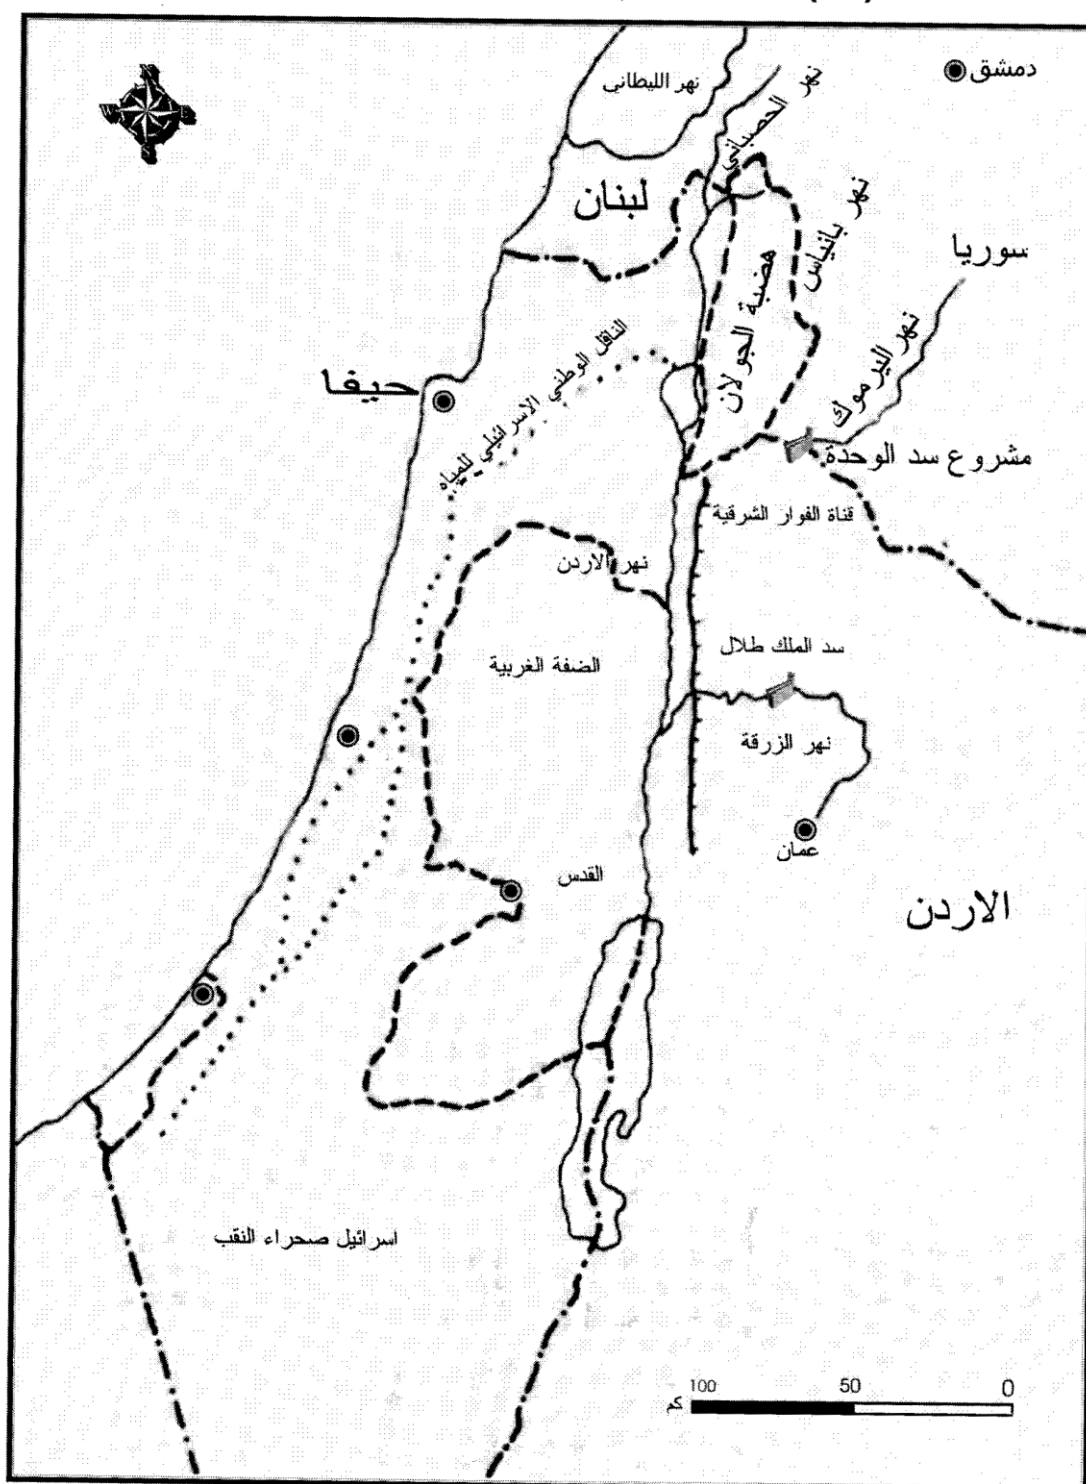 دمشق
نهر الليطاني
نهر الحصباني
لبنان
نهر بانياس
سوريا
هضبة الجولان
نهر اليرموك
الناقل الوطني الاسرائيلي للمياه
حيفا
مشروع سد الوحدة
قناة الفوار الشرقية
نهر الاردن
سد الملك طلال
الضفة الغربية
نهر الزرقة
عمان
القدس
الاردن
اسرائيل صحراء النقب
100 50 0
كم